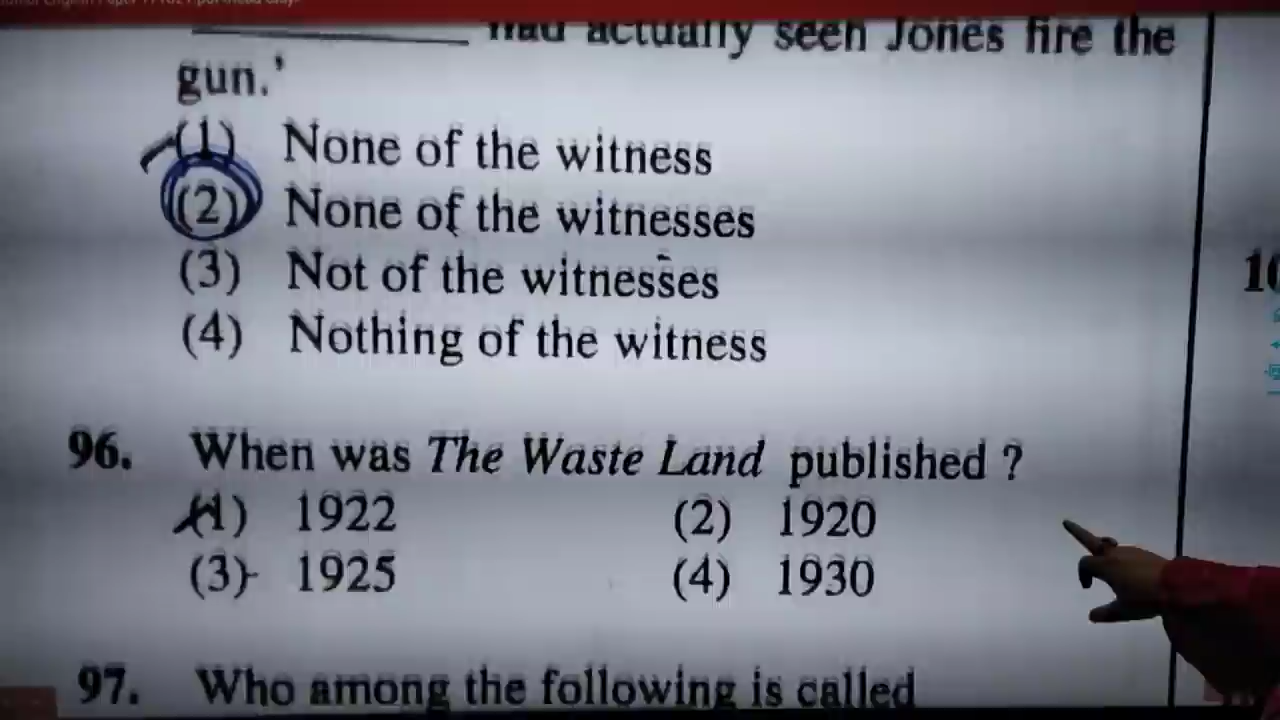 had actually seen Jones fire the
gun.'
(1) None of the witness
(2) None of the witnesses
(3) Not of the witnesses
(4) Nothing of the witness
96. When was The Waste Land published ?
(1) 1922 (2) 1920
(3) 1925 (4) 1930
97. Who among the following is called